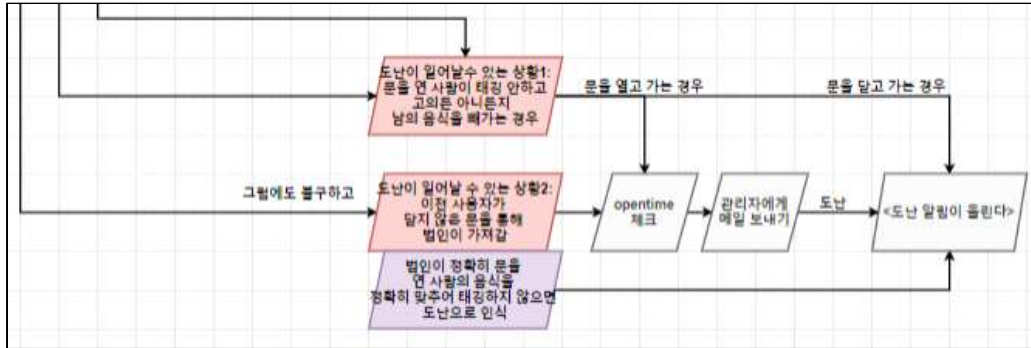 도난이 일어날수 있는 상황1:
문을 연 사람이 태깅 안하고
고의든 아니든지
남의 음식을 빼가는 경우
문을 열고 가는 경우
문을 닫고 가는 경우
그럼에도 불구하고
도난이 일어날 수 있는 상황2:
이전 사용자가
닫지 않은 문을 통해
범인이 가져감
opentime
체크
관리자에게
메일 보내기
도난
<도난 알림이 울린다>
범인이 정확히 문을
연 사람의 음식을
정확히 맞추어 태깅하지 않으면
도난으로 인식